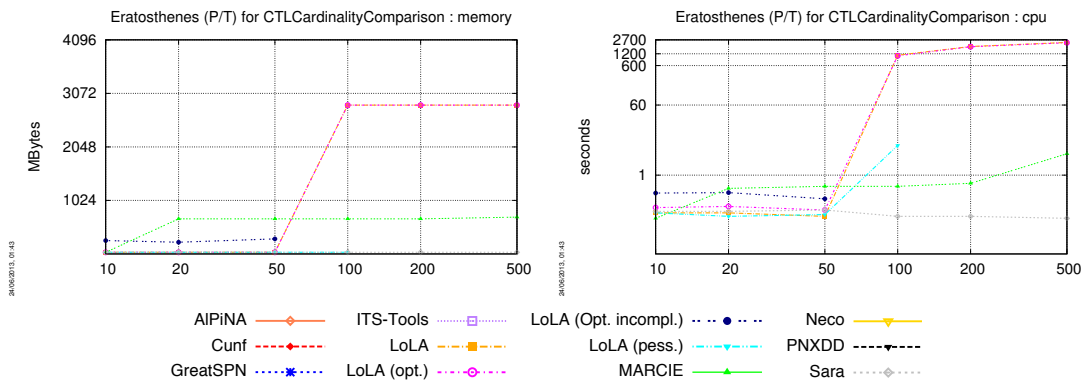 Eratosthenes (P/T) for CTLCardinalityComparison : memory
4096
3072
2048
1024
MBytes
10 20 50 100 200 500
24/06/2013, 01:43
Eratosthenes (P/T) for CTLCardinalityComparison : cpu
2700
1200
600
60
1
seconds
10 20 50 100 200 500
24/06/2013, 01:43
AlPiNA ITS-Tools LoLA (Opt. incompl.) Neco
Cunf LoLA LoLA (pess.) PNXDD
GreatSPN LoLA (opt.) MARCIE Sara